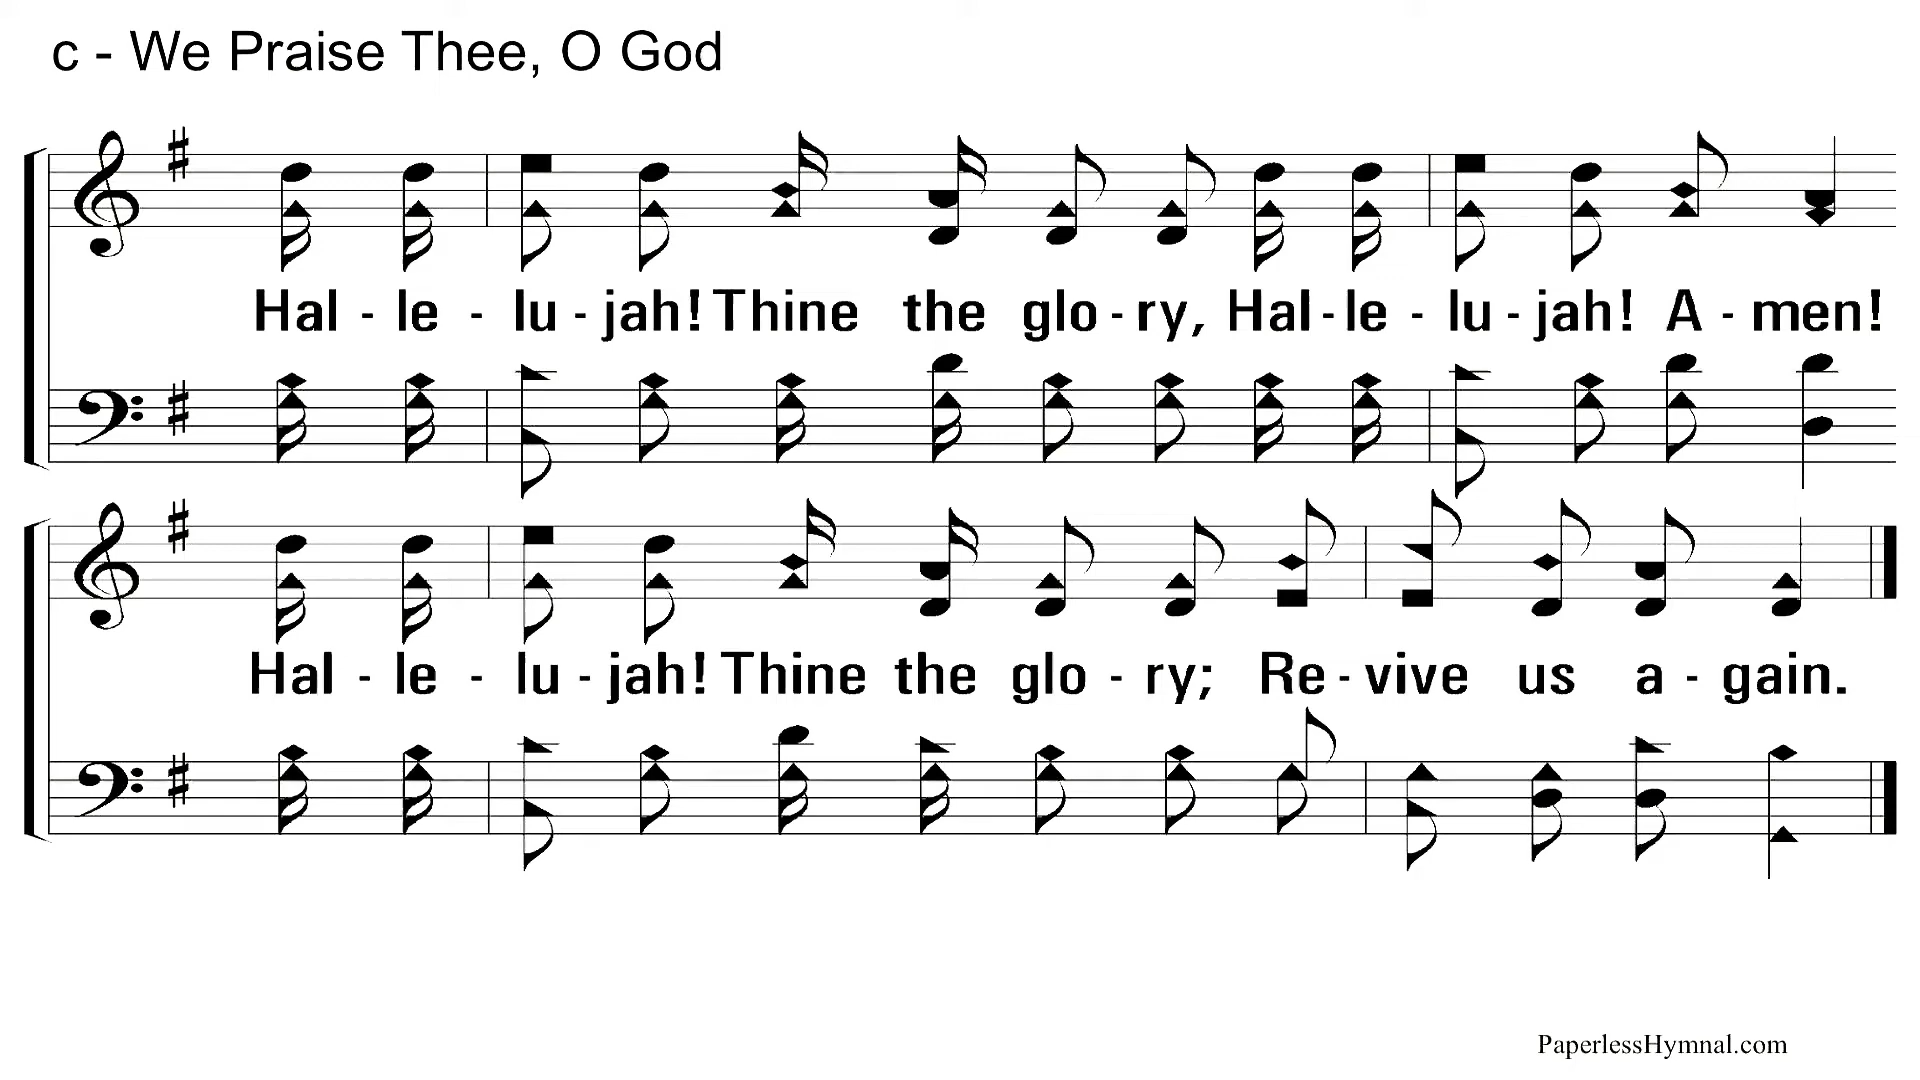 c - We Praise Thee, O God
Hal - le - lu - jah! Thine the glo - ry, Hal - le - lu - jah! A - men!
Hal - le - lu - jah! Thine the glo - ry; Re - vive us a - gain.
PaperlessHymnal.com